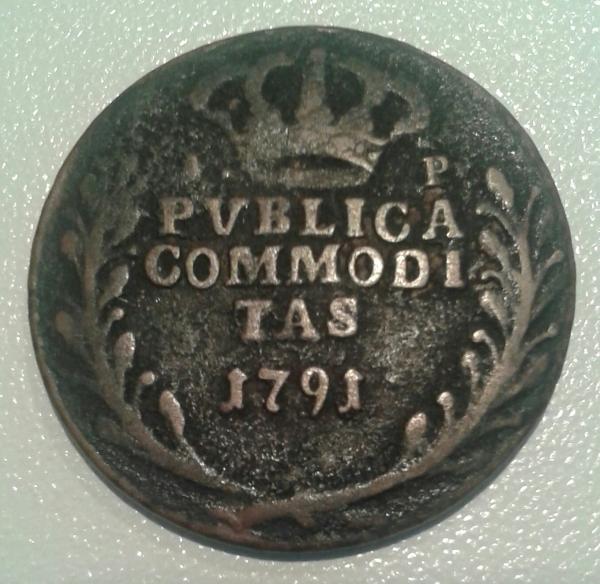 P
PVBLICA
COMMODI
TAS
1791